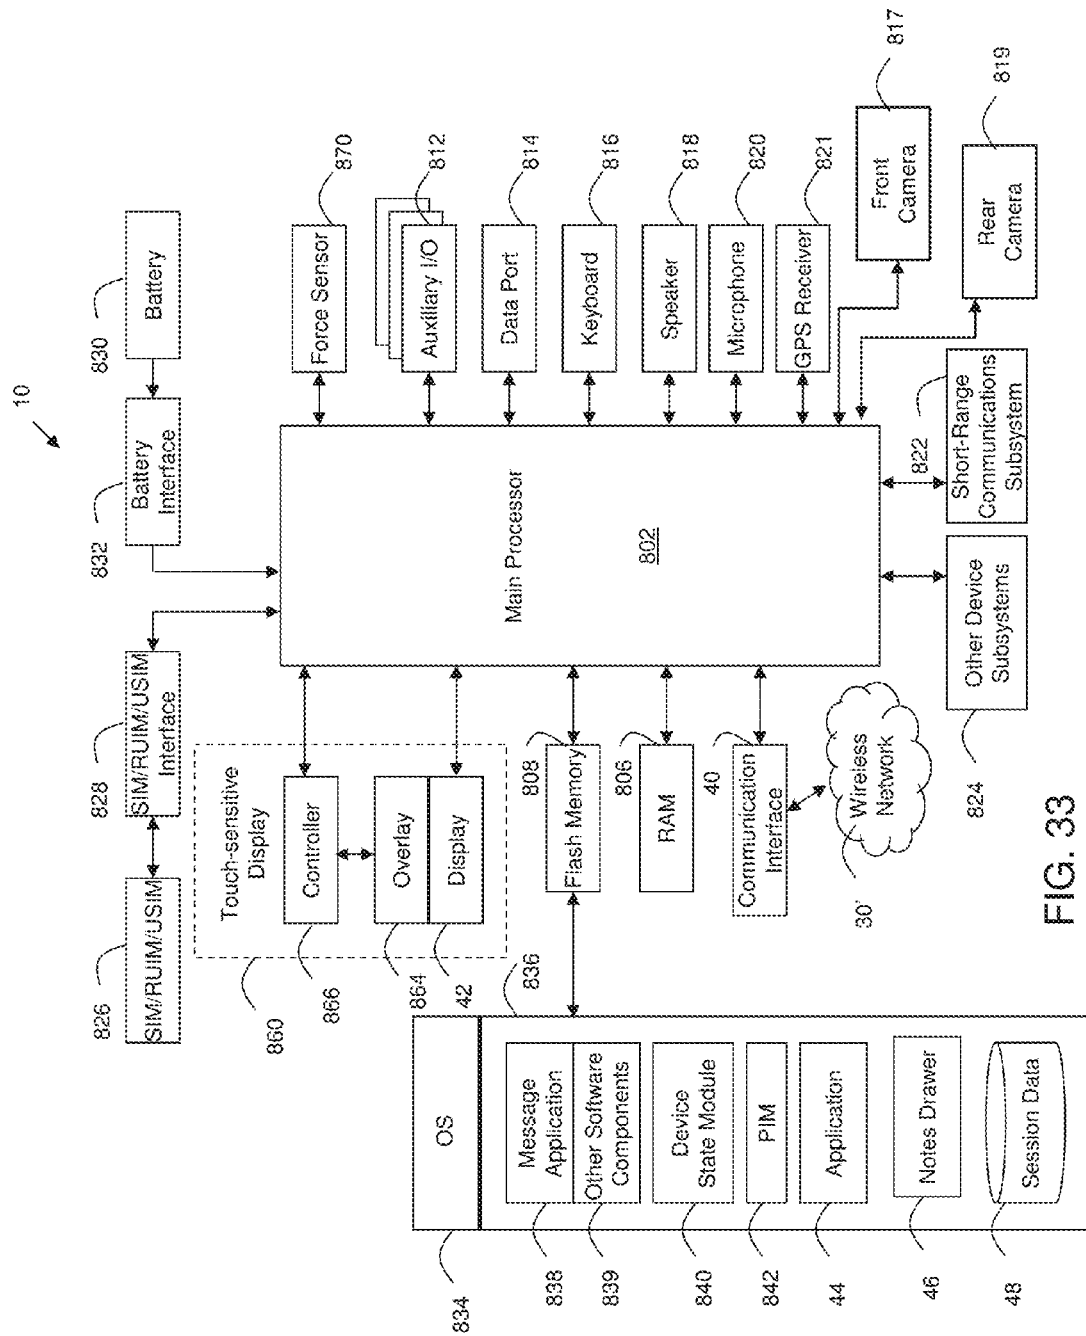 10
830
Battery
832
Battery
Interface
828
SIM/RUIM/USIM
Interface
826
SIM/RUIM/USIM
870
Force Sensor
812
Auxiliary I/O
814
Data Port
816
Keyboard
818
Speaker
820
Microphone
821
GPS Receiver
817
Front
Camera
819
Rear
Camera
Main Processor
802
822
Short-Range
Communications
Subsystem
Other Device
Subsystems
824
Touch-sensitive
Display
Controller
Overlay
Display
860
866
864
42
808
Flash Memory
806
RAM
40
Communication
Interface
Wireless
Network
30'
836
OS
834
Message
Application
838
Other Software
Components
839
Device
State Module
840
PIM
842
Application
44
Notes Drawer
46
Session Data
48
FIG. 33